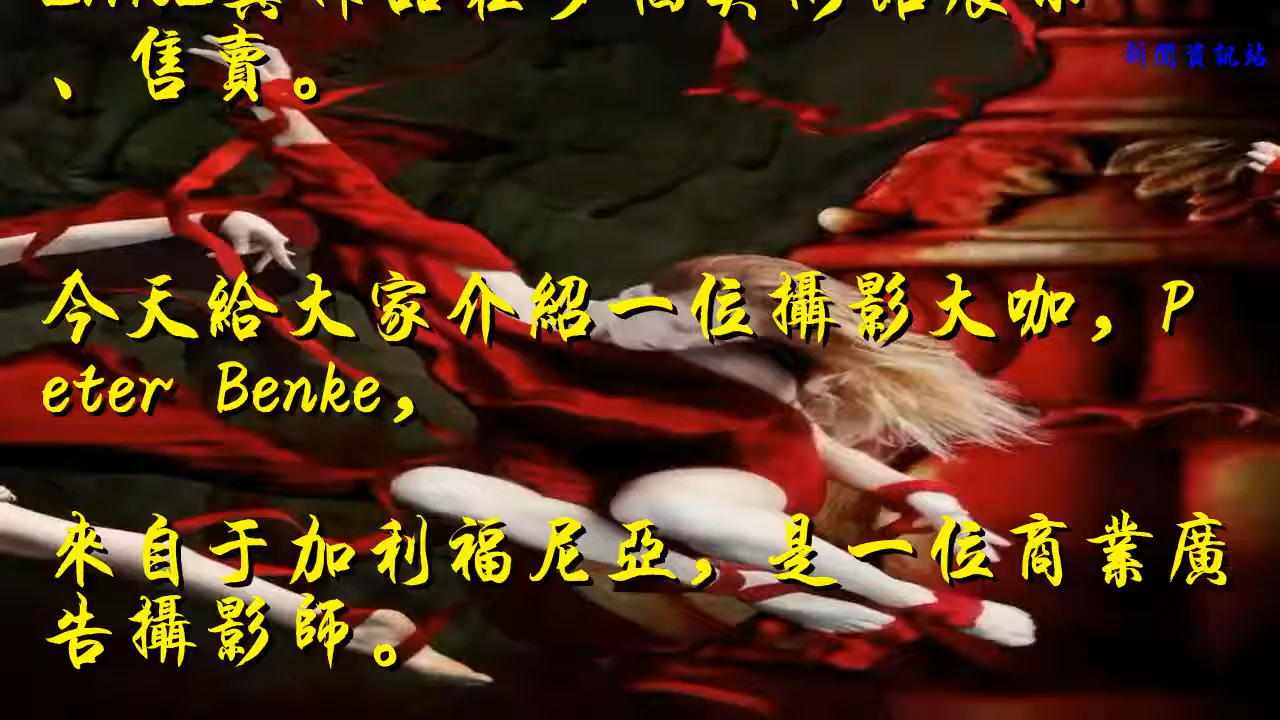 、售賣。
新聞資訊站
今天給大家介紹一位攝影大咖，P
eter Benke，
來自于加利福尼亞，是一位商業廣
告攝影師。